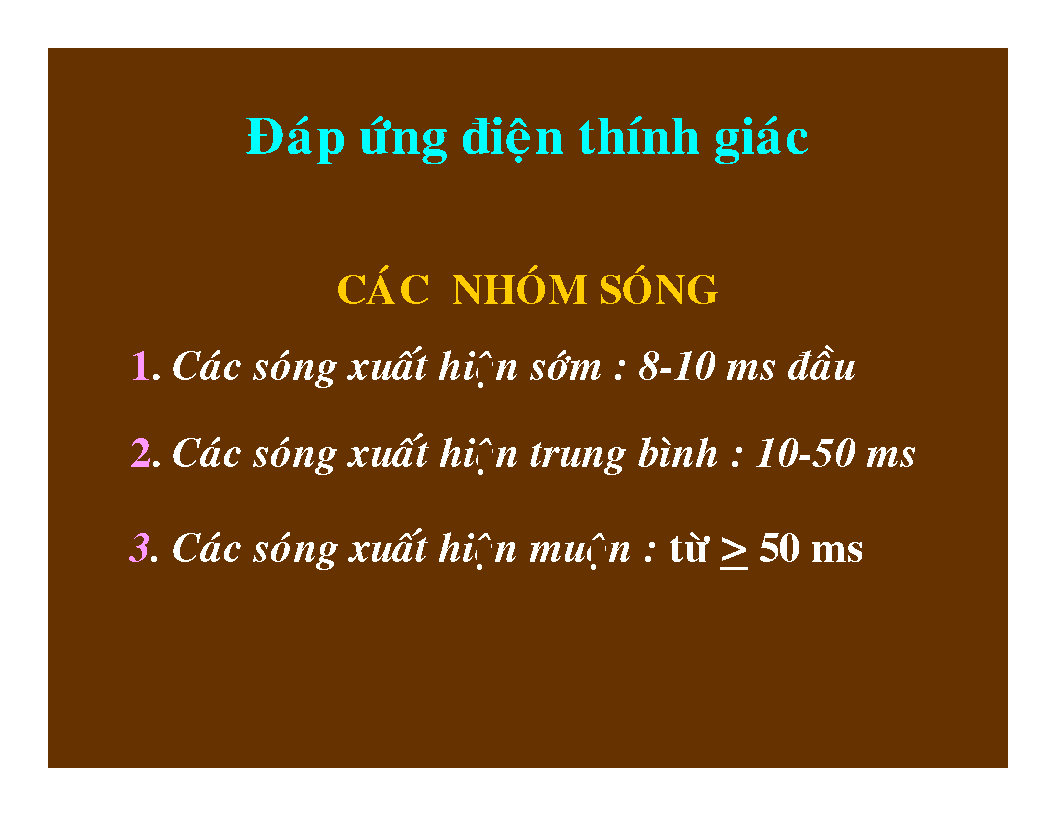 Đáp ứng điện thính giác
CÁC NHÓM SÓNG
1. Các sóng xuất hiện sớm : 8-10 ms đầu
2. Các sóng xuất hiện trung bình : 10-50 ms
3. Các sóng xuất hiện muộn : từ ≥ 50 ms